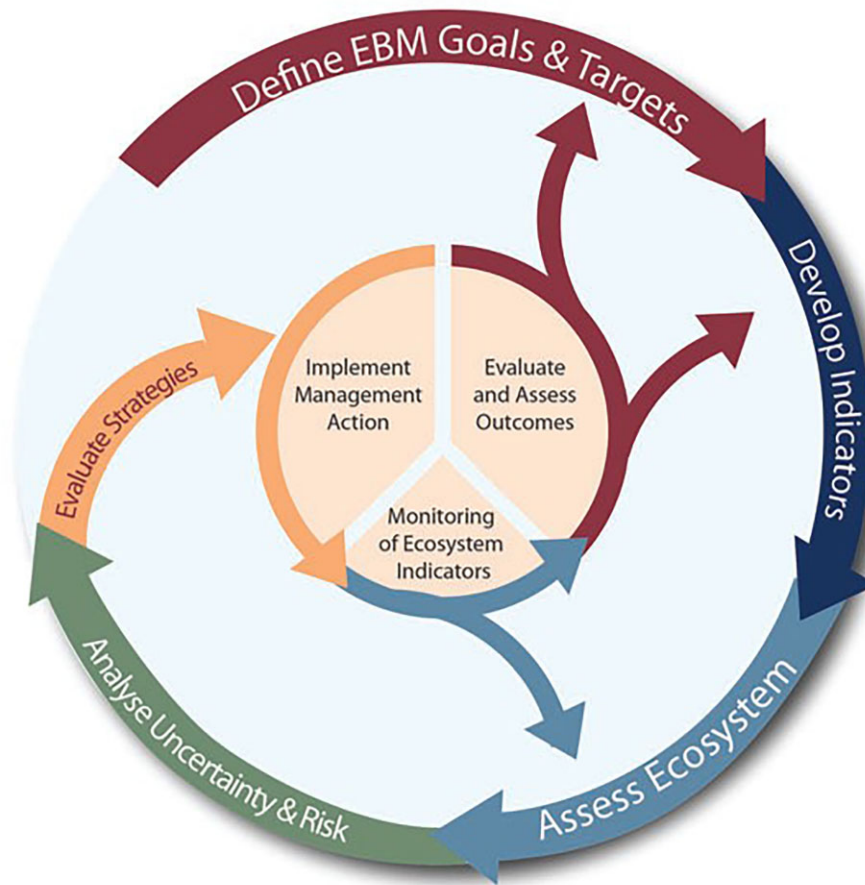 Define EBM Goals & Targets
Develop Indicators
Assess Ecosystem
Analyse Uncertainty & Risk
Evaluate Strategies
Implement
Management
Action
Evaluate
and Assess
Outcomes
Monitoring
of Ecosystem
Indicators